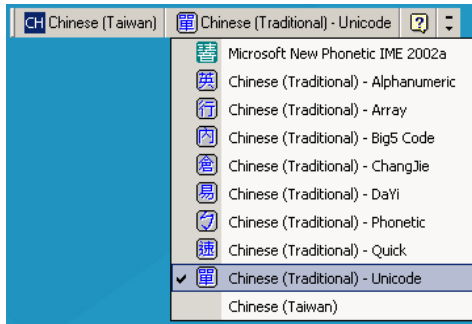 CH Chinese (Taiwan) 單 Chinese (Traditional) - Unicode ?
Microsoft New Phonetic IME 2002a
英 Chinese (Traditional) - Alphanumeric
行 Chinese (Traditional) - Array
內 Chinese (Traditional) - Big5 Code
倉 Chinese (Traditional) - ChangJie
易 Chinese (Traditional) - DaYi
ㄅ Chinese (Traditional) - Phonetic
速 Chinese (Traditional) - Quick
單 Chinese (Traditional) - Unicode
Chinese (Taiwan)